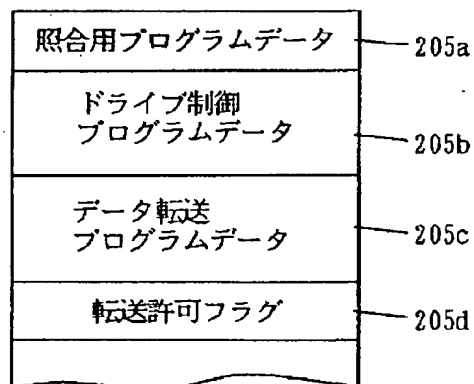 照合用プログラムデータ 205a
ドライブ制御
プログラムデータ 205b
データ転送
プログラムデータ 205c
転送許可フラグ 205d